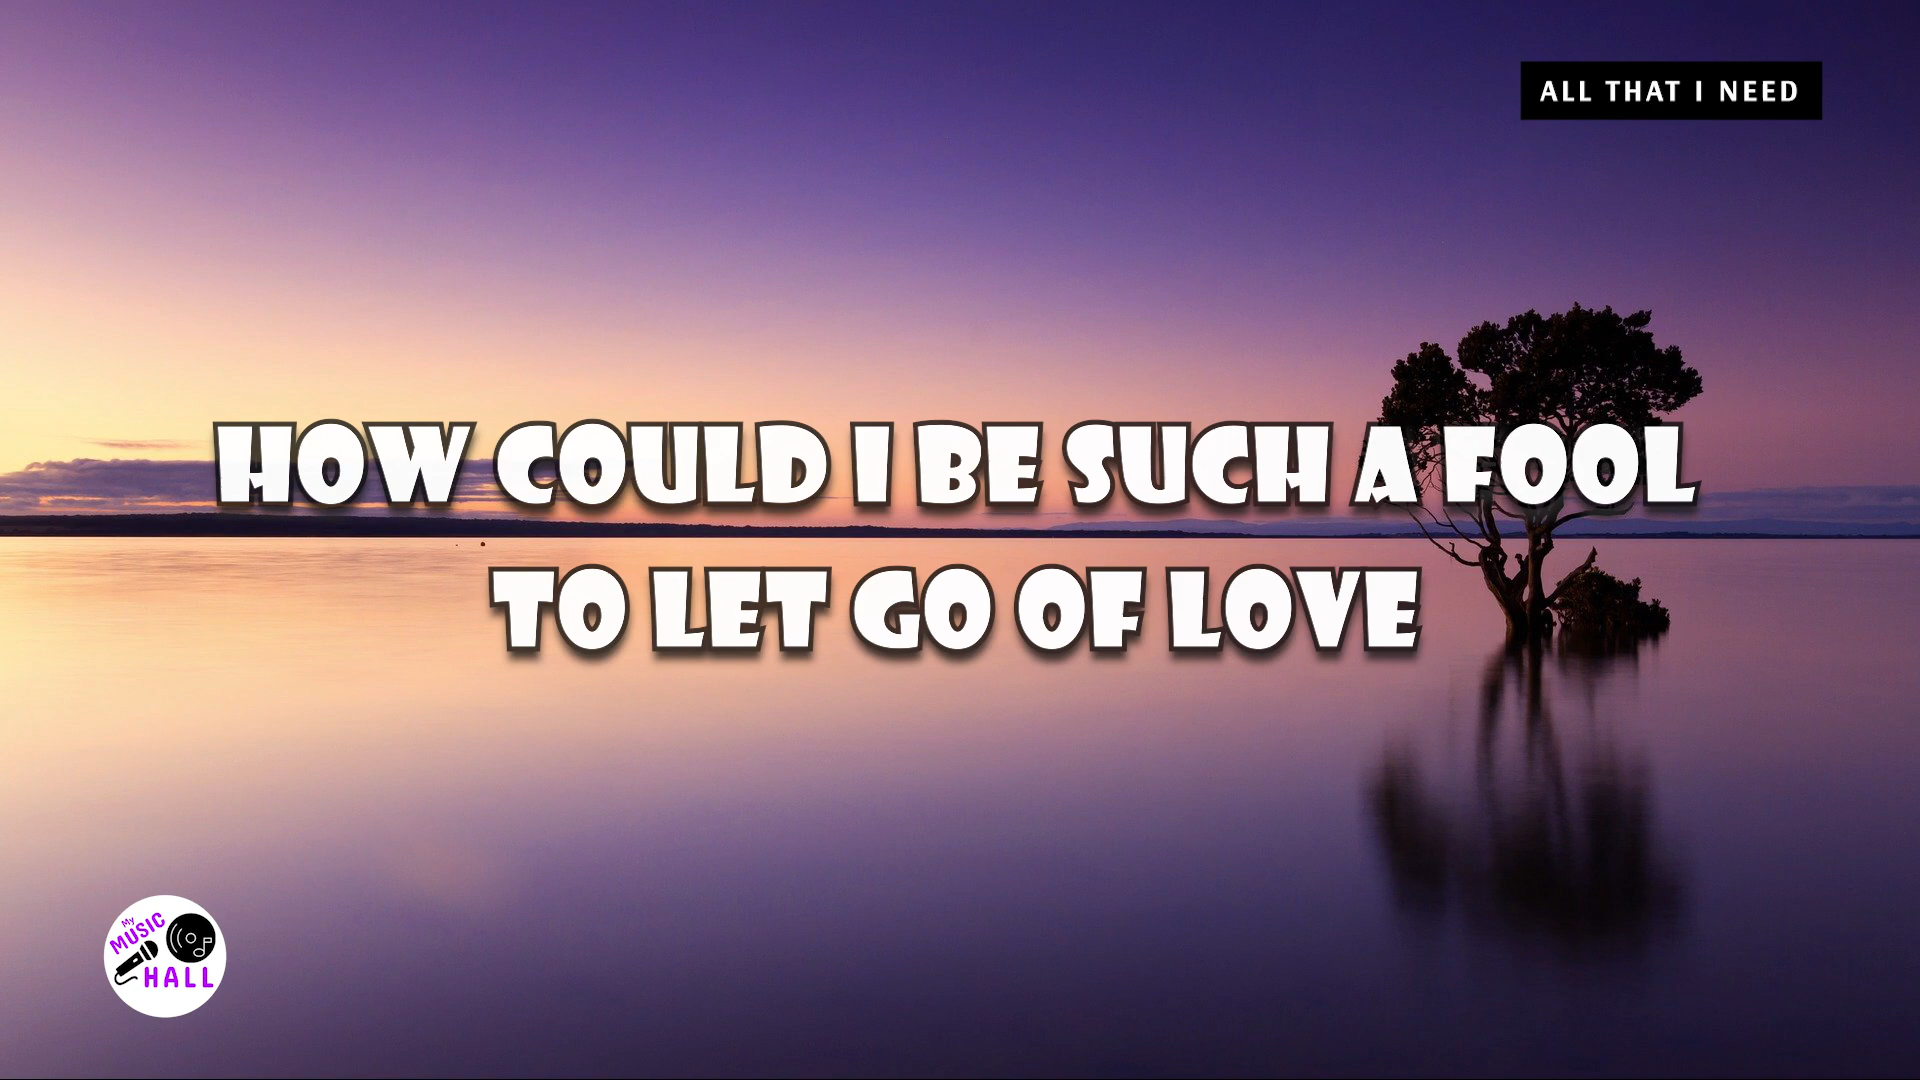 ALL THAT I NEED
HOW COULD I BE SUCH A FOOL
TO LET GO OF LOVE
My
MUSIC
HALL